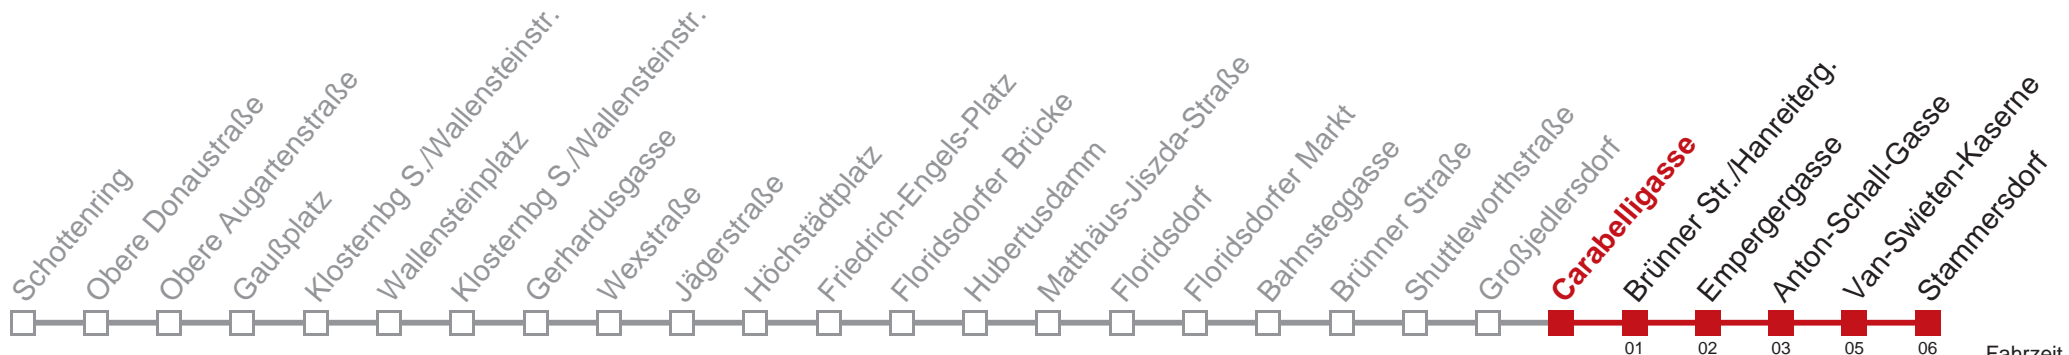 Schottenring
Obere Donaustraße
Obere Augartenstraße
Gaußplatz
Klosternbg S./Wallensteinstr.
Wallensteinplatz
Klosternbg S./Wallensteinstr.
Gerhardusgasse
Wexstraße
Jägerstraße
Höchstädtplatz
Friedrich-Engels-Platz
Floridsdorfer Brücke
Hubertusdamm
Matthäus-Jiszda-Straße
Floridsdorf
Floridsdorfer Markt
Bahnsteggasse
Brünner Straße
Shuttleworthstraße
Großjedlersdorf
Carabelligasse
Brünner Str./Hanreiterg.
Empergergasse
Anton-Schall-Gasse
Van-Swieten-Kaserne
Stammersdorf
01 02 03 05 06
Fahrzeit